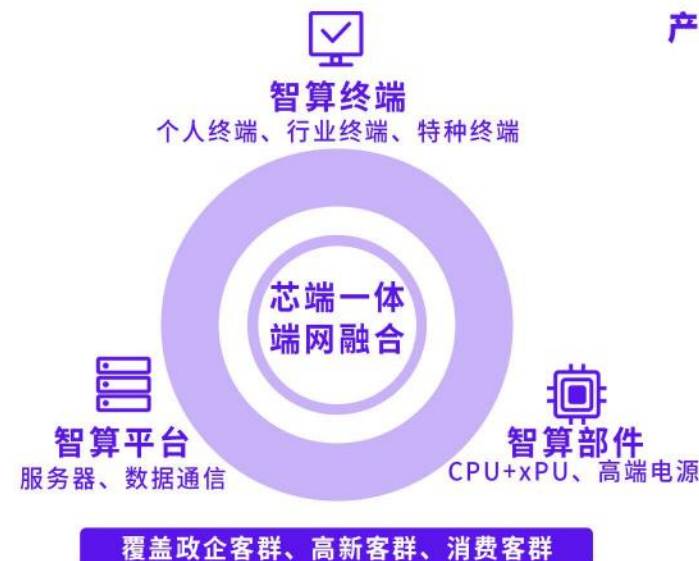 产
智算终端
个人终端、行业终端、特种终端
芯端一体
端网融合
智算平台
服务器、数据通信
智算部件
CPU+xPU、高端电源
覆盖政企客群、高新客群、消费客群